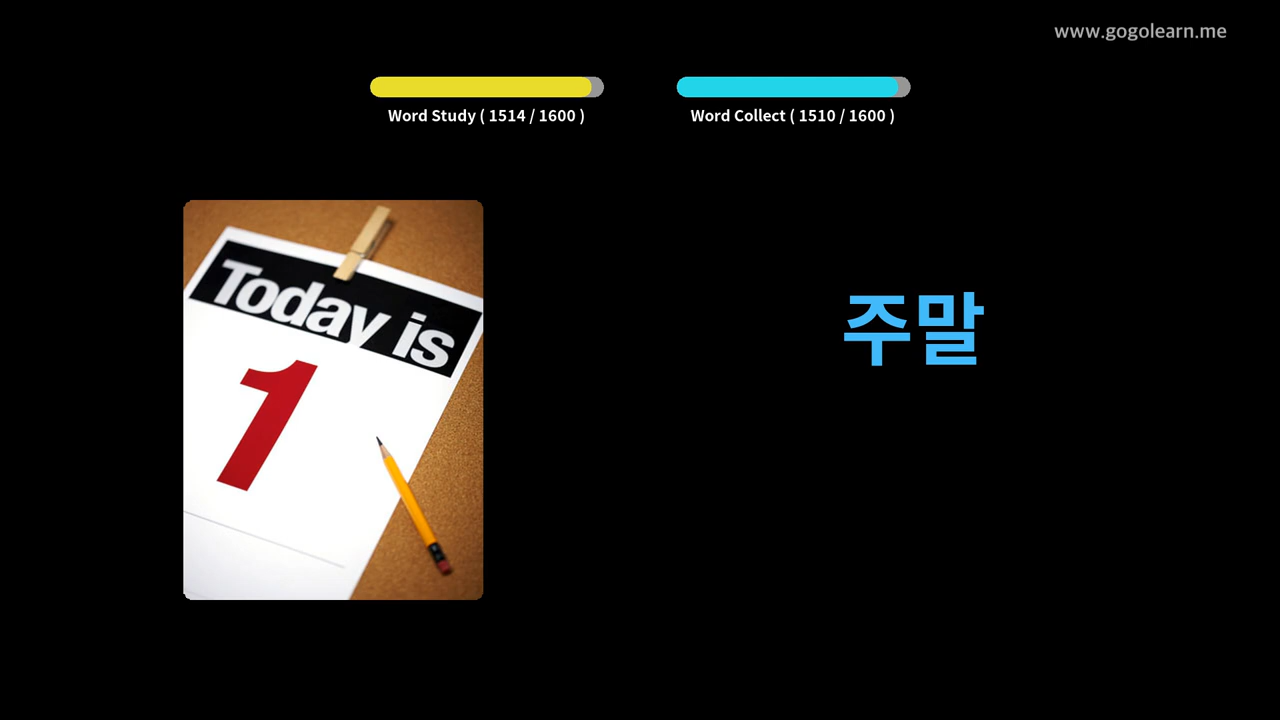 www.gogolearn.me
Word Study ( 1514 / 1600 )
Word Collect ( 1510 / 1600 )
Today is
1
주말